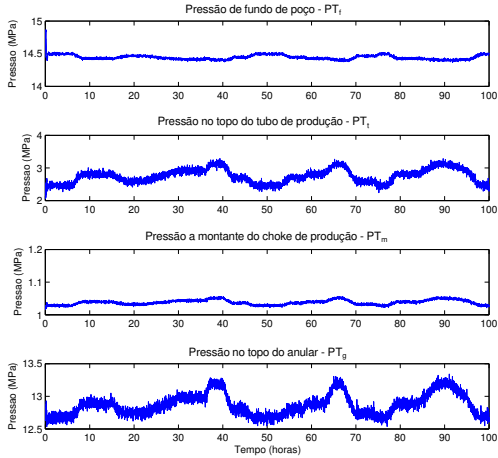 Pressão de fundo de poço - PTf
Pressao (MPa)
15
14.5
14
0 10 20 30 40 50 60 70 80 90 100
Pressão no topo do tubo de produção - PTt
Pressao (MPa)
4
3
2
0 10 20 30 40 50 60 70 80 90 100
Pressão a montante do choke de produção - PTm
Pressao (MPa)
1.2
1.1
1
0 10 20 30 40 50 60 70 80 90 100
Pressão no topo do anular - PTg
Pressao (MPa)
13.5
13
12.5
0 10 20 30 40 50 60 70 80 90 100
Tempo (horas)